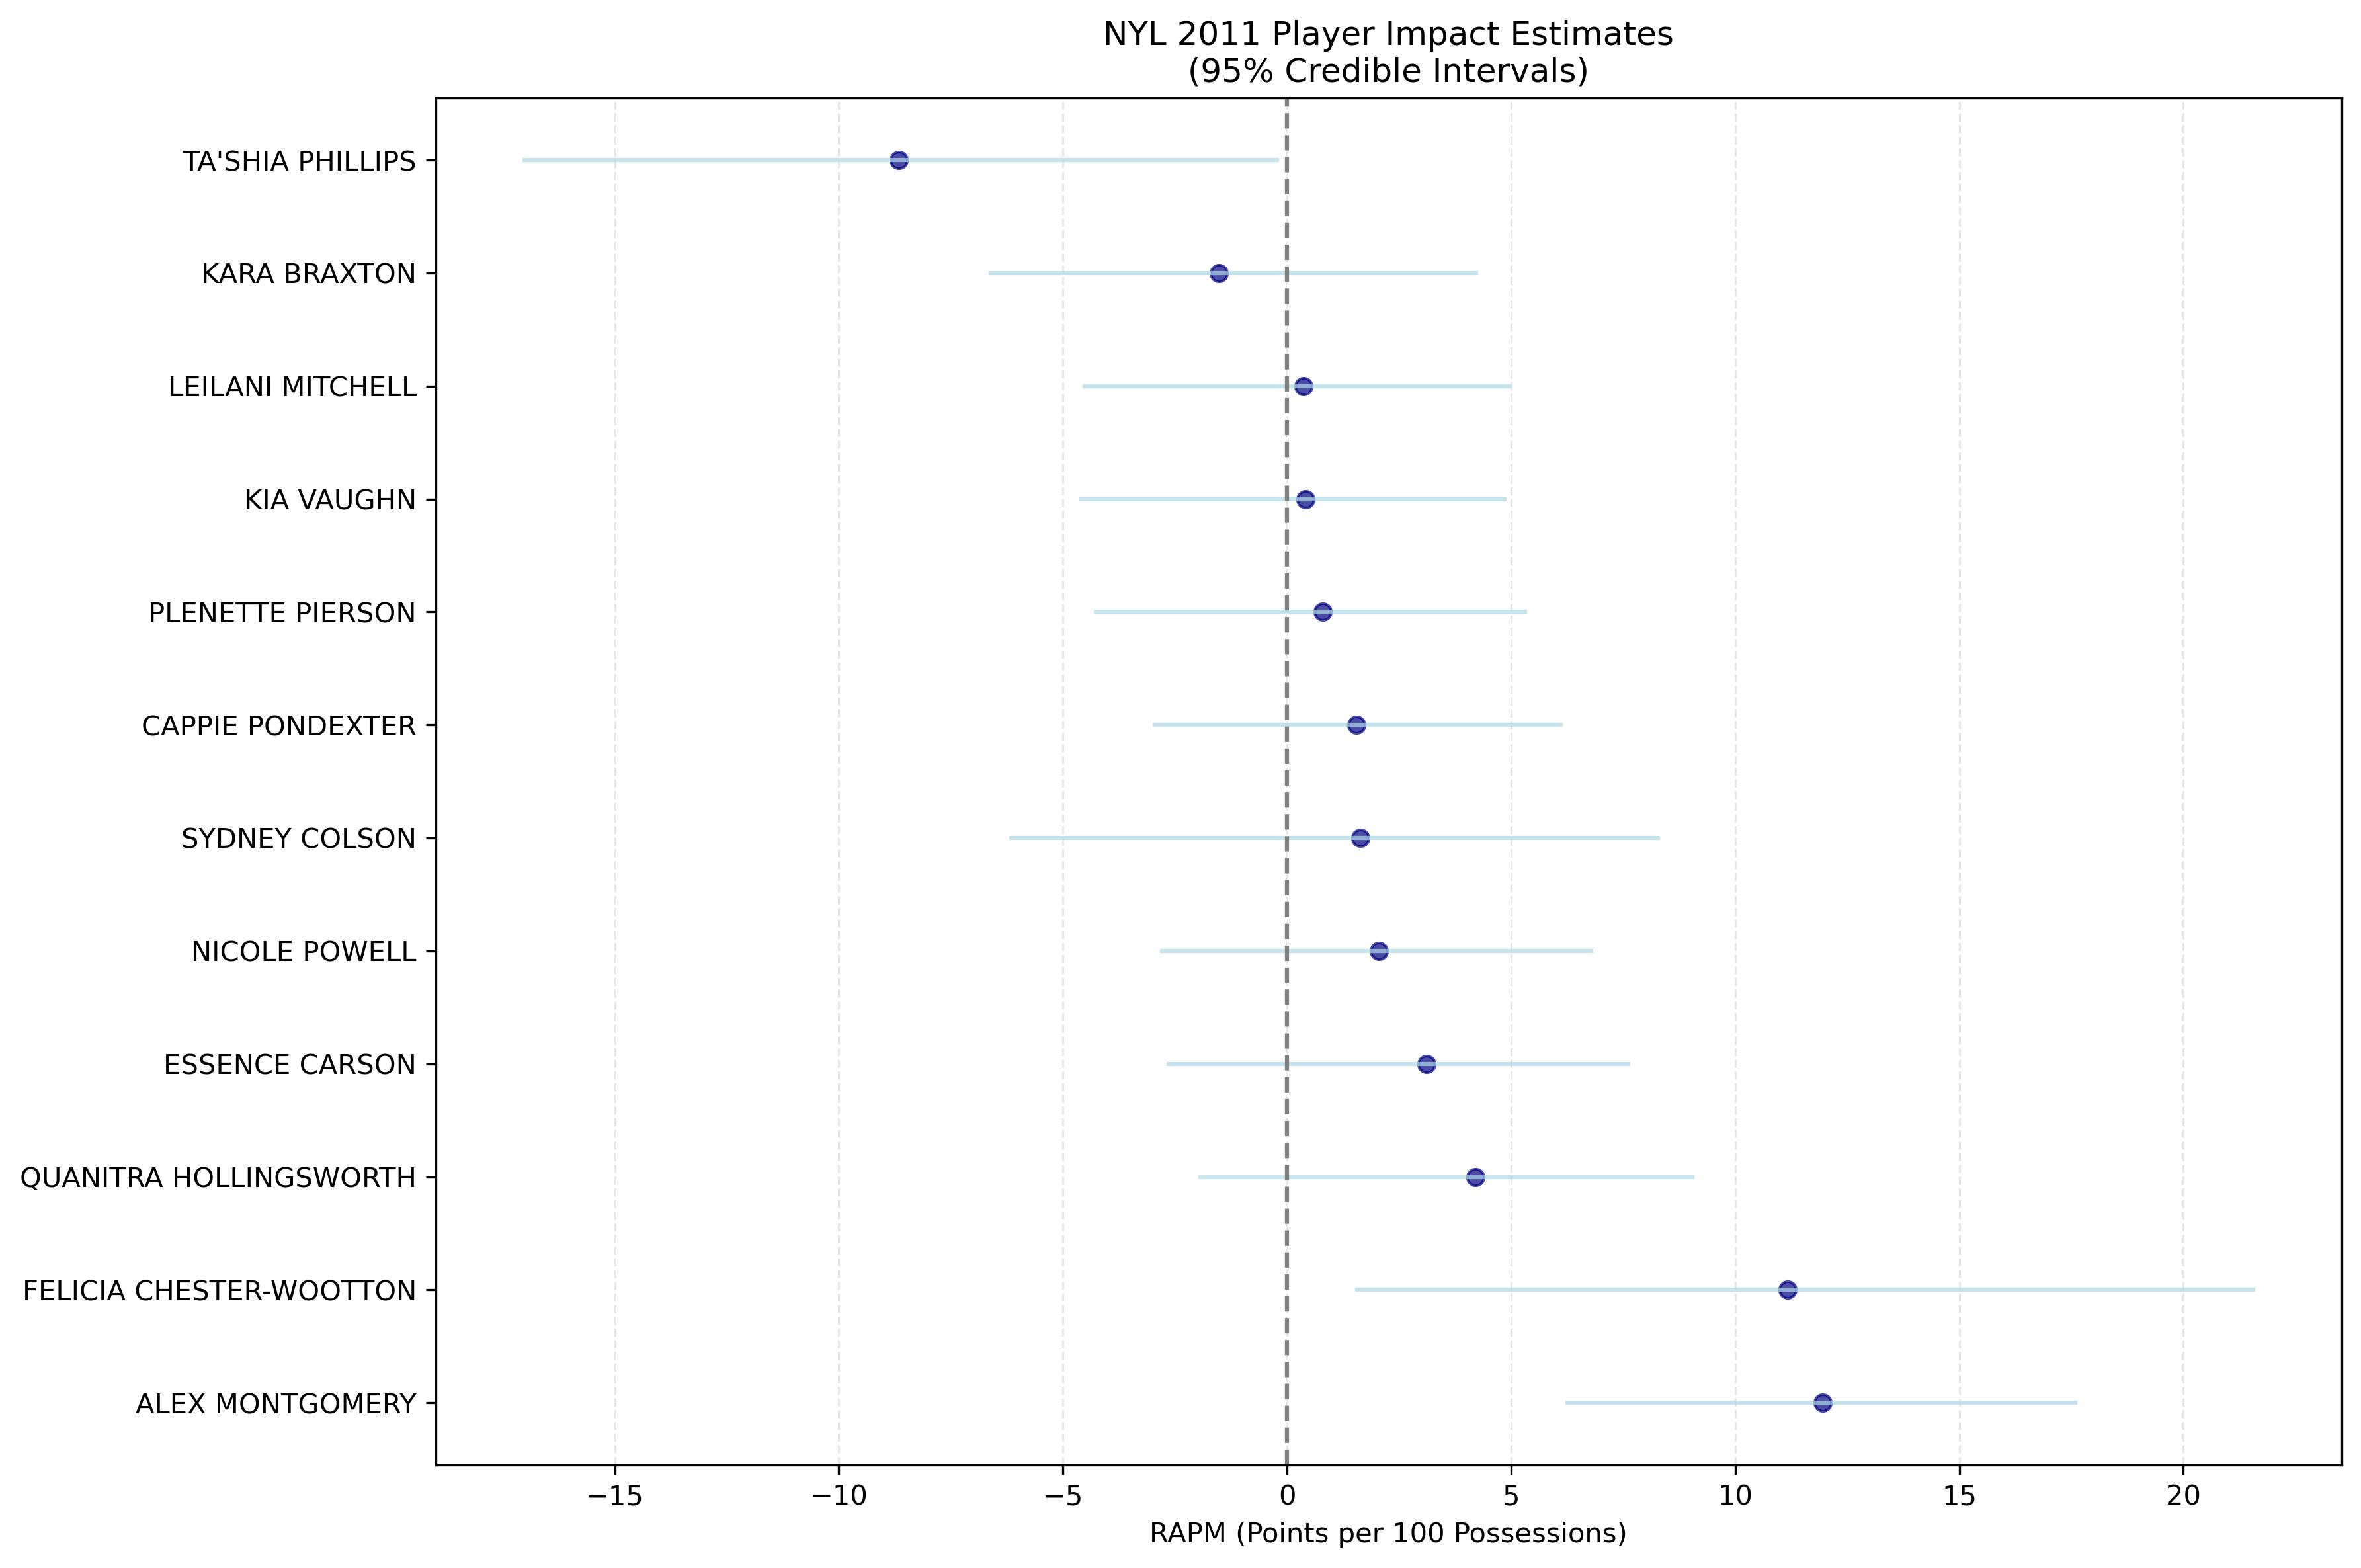 NYL 2011 Player Impact Estimates
(95% Credible Intervals)
TA'SHIA PHILLIPS
KARA BRAXTON
LEILANI MITCHELL
KIA VAUGHN
PLENETTE PIERSON
CAPPIE PONDEXTER
SYDNEY COLSON
NICOLE POWELL
ESSENCE CARSON
QUANITRA HOLLINGSWORTH
FELICIA CHESTER-WOOTTON
ALEX MONTGOMERY
−15 −10 −5 0 5 10 15 20
RAPM (Points per 100 Possessions)